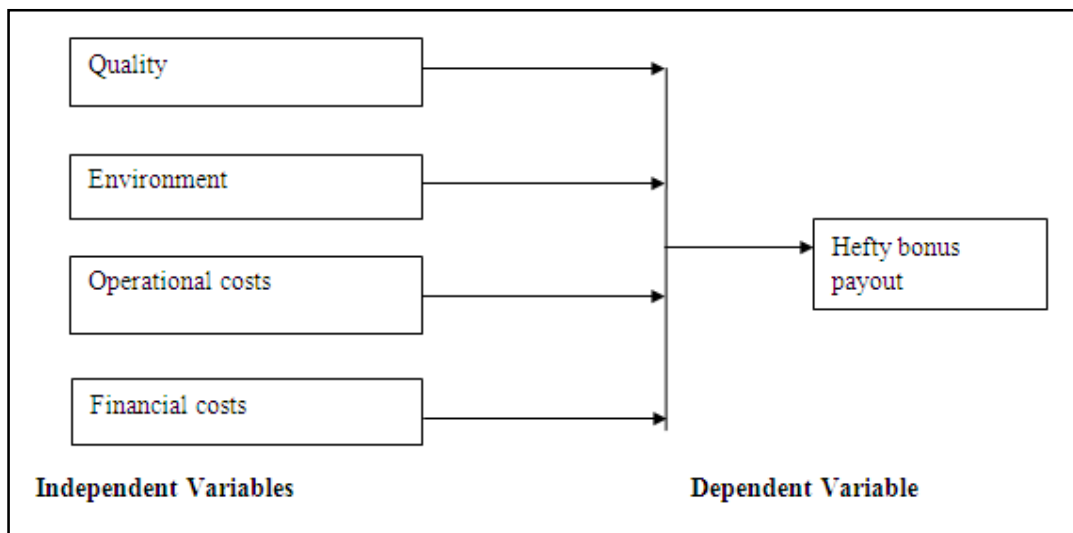 Quality
Environment
Operational costs
Financial costs
Hefty bonus
payout
Independent Variables
Dependent Variable